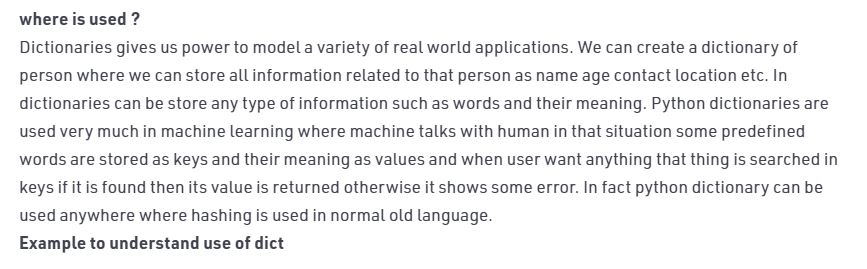 where is used ?
Dictionaries gives us power to model a variety of real world applications. We can create a dictionary of
person where we can store all information related to that person as name age contact location etc. In
dictionaries can be store any type of information such as words and their meaning. Python dictionaries are
used very much in machine learning where machine talks with human in that situation some predefined
words are stored as keys and their meaning as values and when user want anything that thing is searched in
keys if it is found then its value is returned otherwise it shows some error. In fact python dictionary can be
used anywhere where hashing is used in normal old language.
Example to understand use of dict